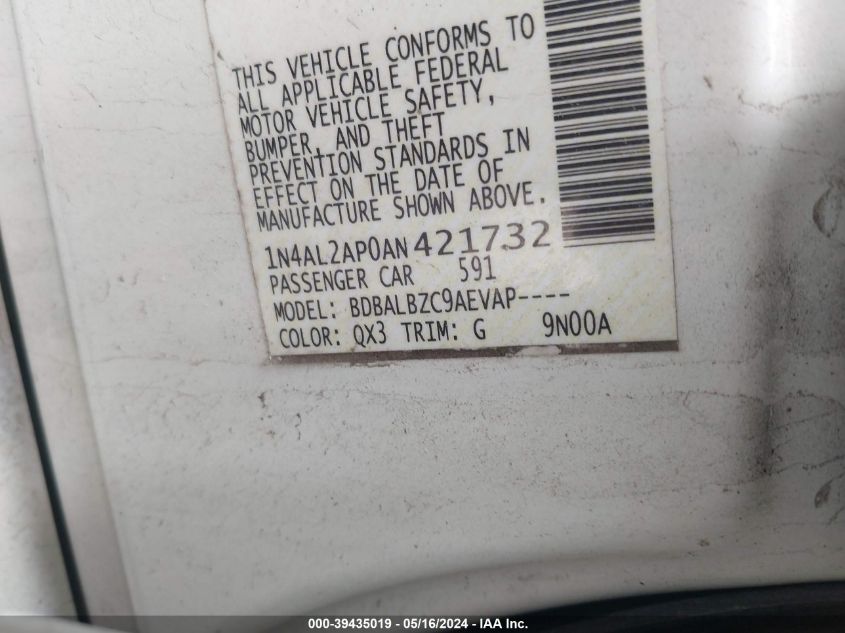 THIS VEHICLE CONFORMS TO
ALL APPLICABLE FEDERAL
MOTOR VEHICLE SAFETY,
BUMPER, AND THEFT
PREVENTION STANDARDS IN
EFFECT ON THE DATE OF
MANUFACTURE SHOWN ABOVE.
1N4AL2AP0AN421732
PASSENGER CAR 591
MODEL: BDBALBZC9AEVAP----
COLOR: QX3 TRIM: G 9N00A
000-39435019 - 05/16/2024 - IAA Inc.